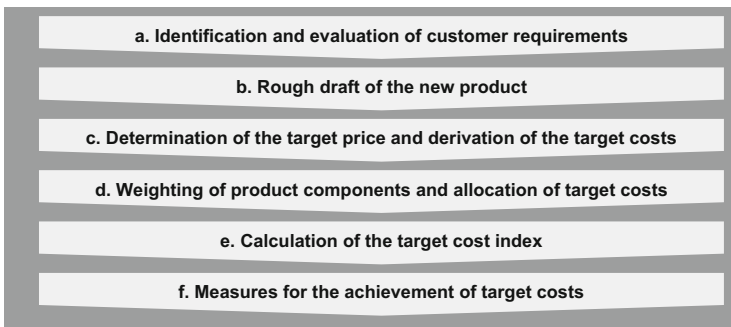 a. Identification and evaluation of customer requirements
b. Rough draft of the new product
c. Determination of the target price and derivation of the target costs
d. Weighting of product components and allocation of target costs
e. Calculation of the target cost index
f. Measures for the achievement of target costs